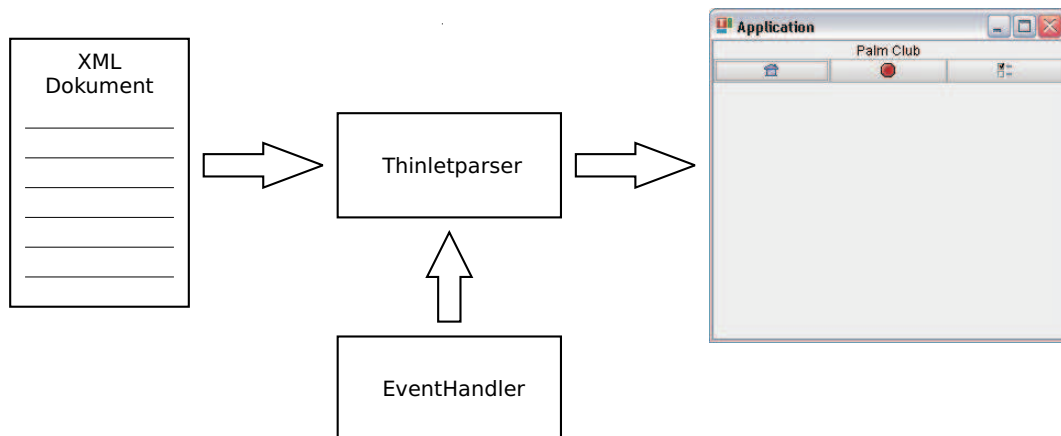 XML
Dokument
Thinletparser
EventHandler
Application
Palm Club